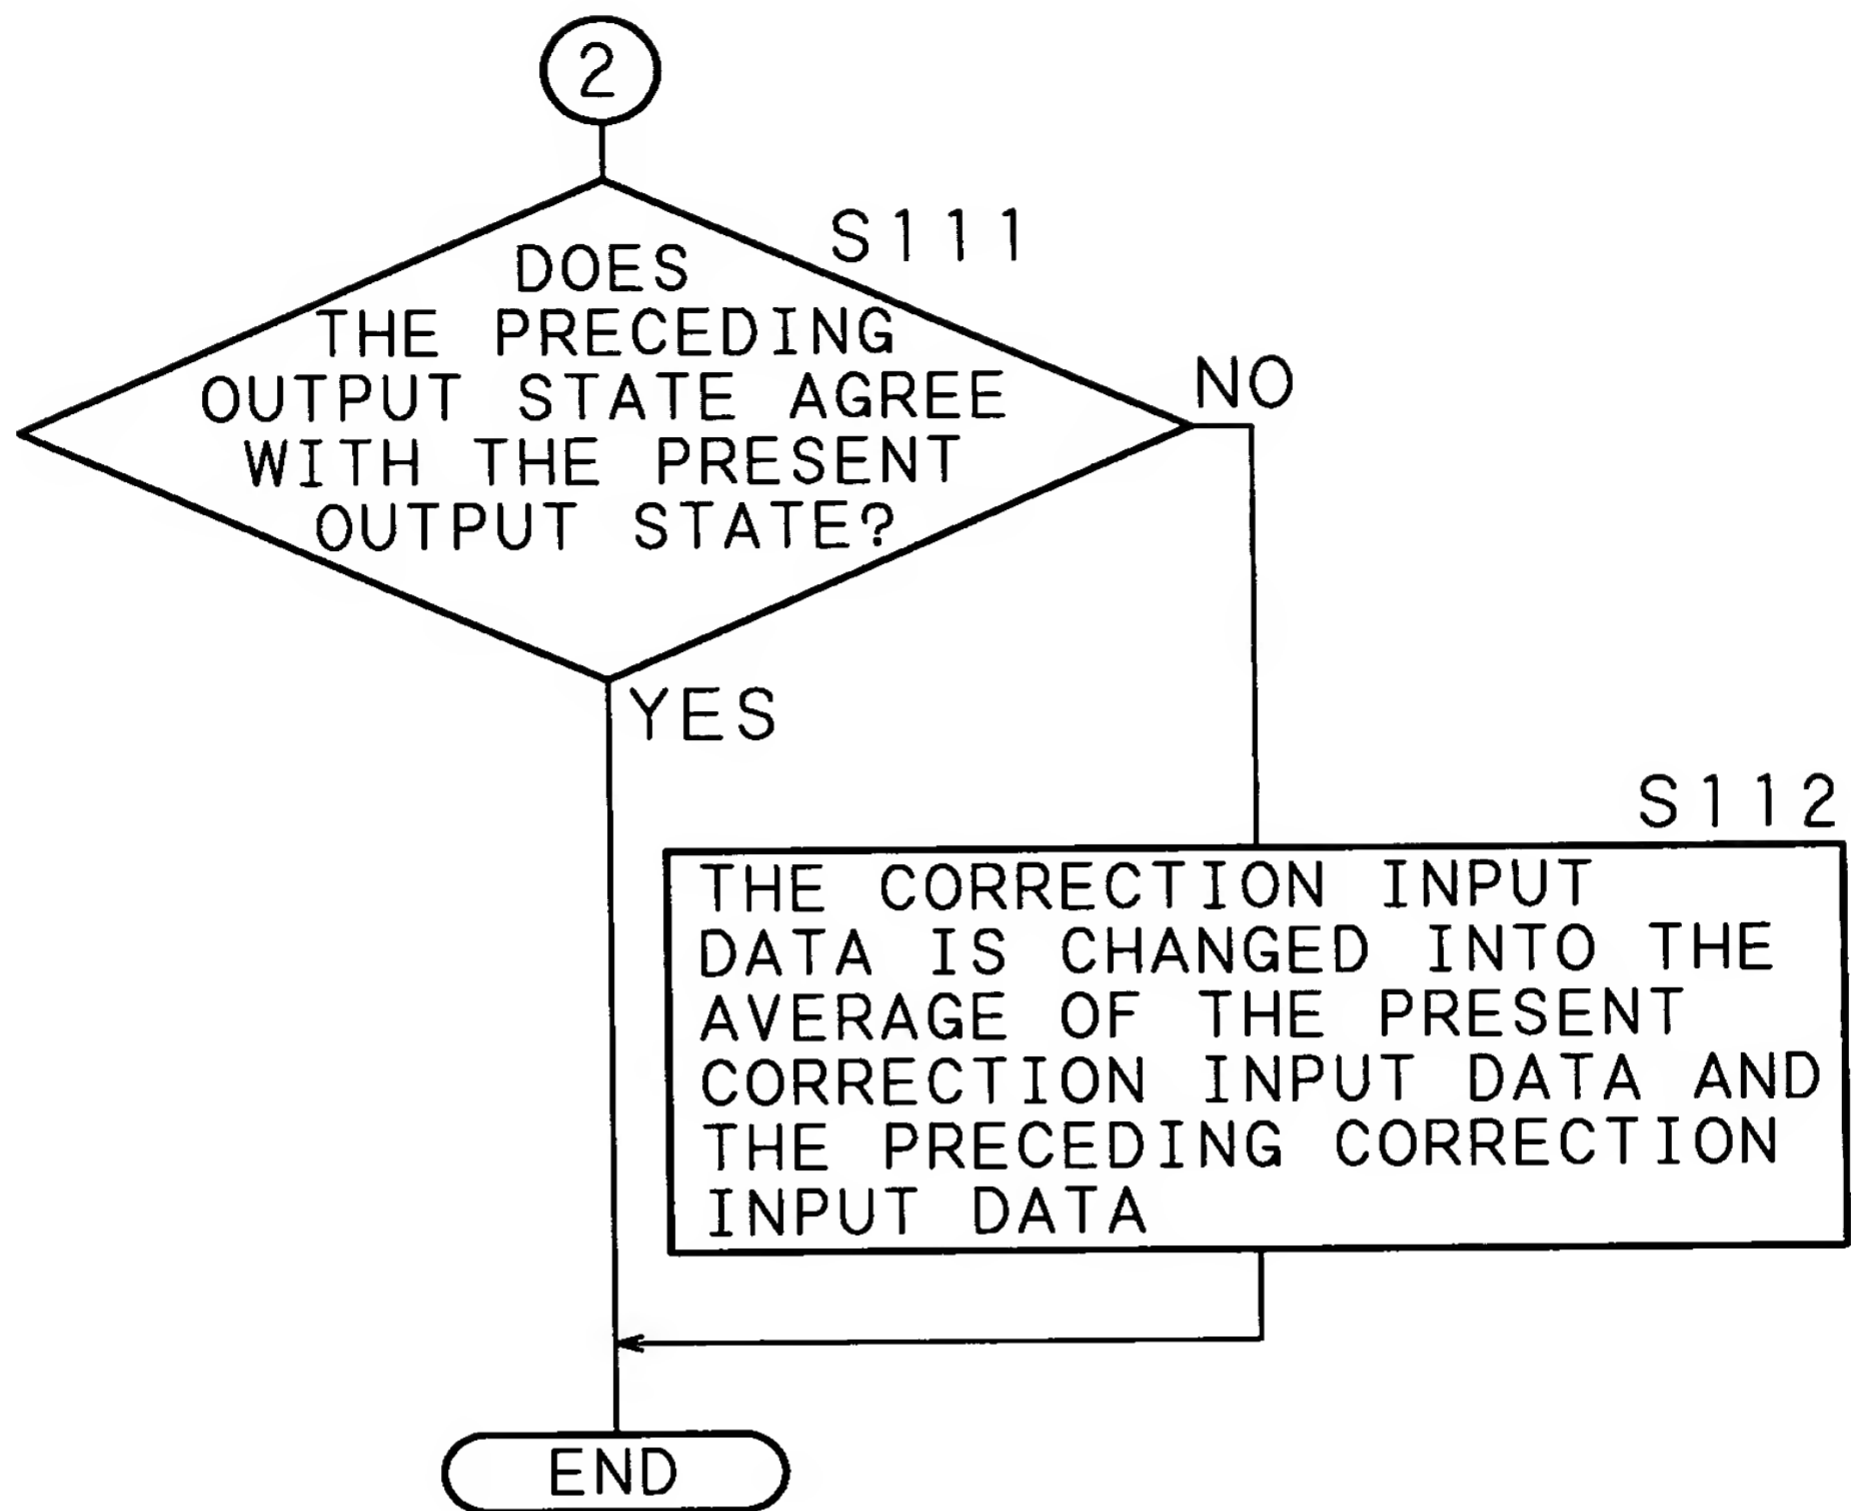 2
S111
DOES
THE PRECEDING
OUTPUT STATE AGREE
WITH THE PRESENT
OUTPUT STATE?
NO
YES
S112
THE CORRECTION INPUT
DATA IS CHANGED INTO THE
AVERAGE OF THE PRESENT
CORRECTION INPUT DATA AND
THE PRECEDING CORRECTION
INPUT DATA
END